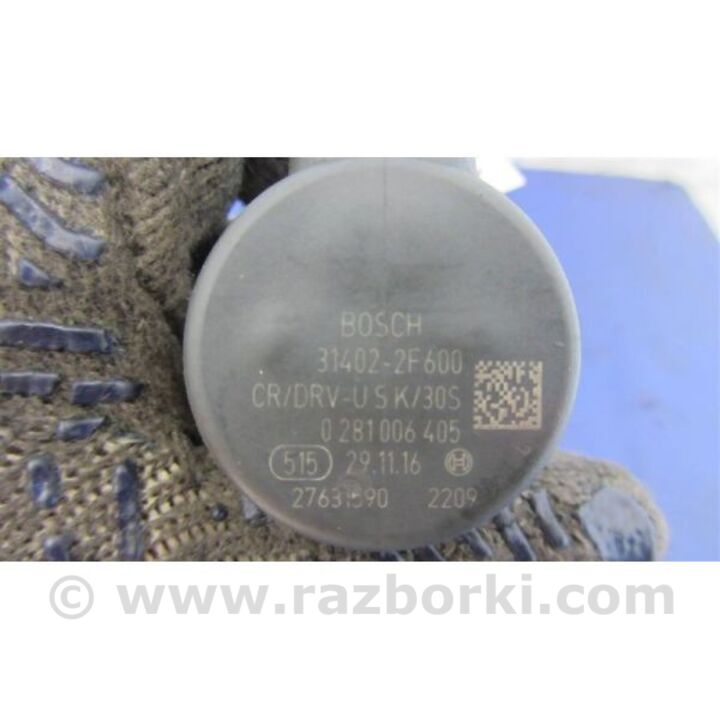 BOSCH
31402-2F600
CR/DRV-U S K/30S
0 281 006 405
515 29.11.16
27631590 2209
© www.razborki.com